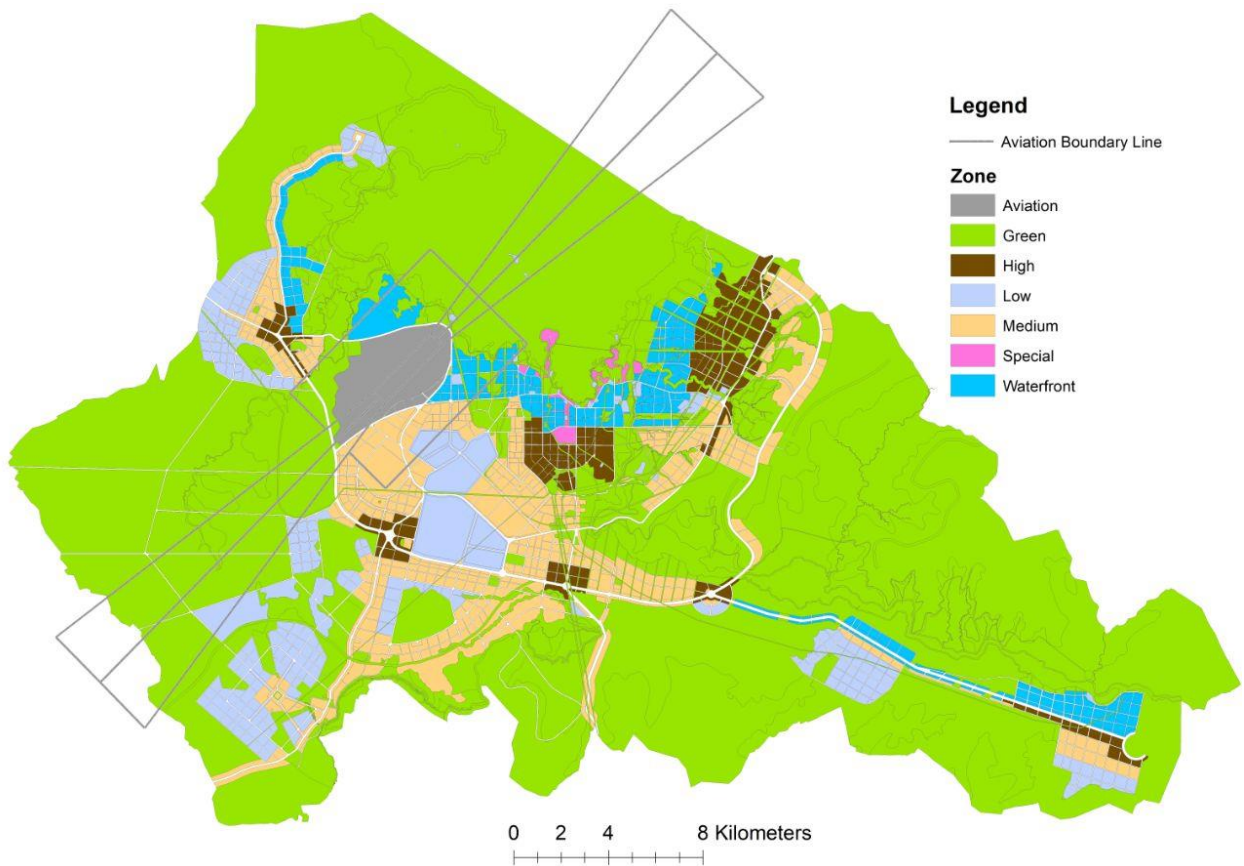 Legend
Aviation Boundary Line
Zone
Aviation
Green
High
Low
Medium
Special
Waterfront
0 2 4 8 Kilometers